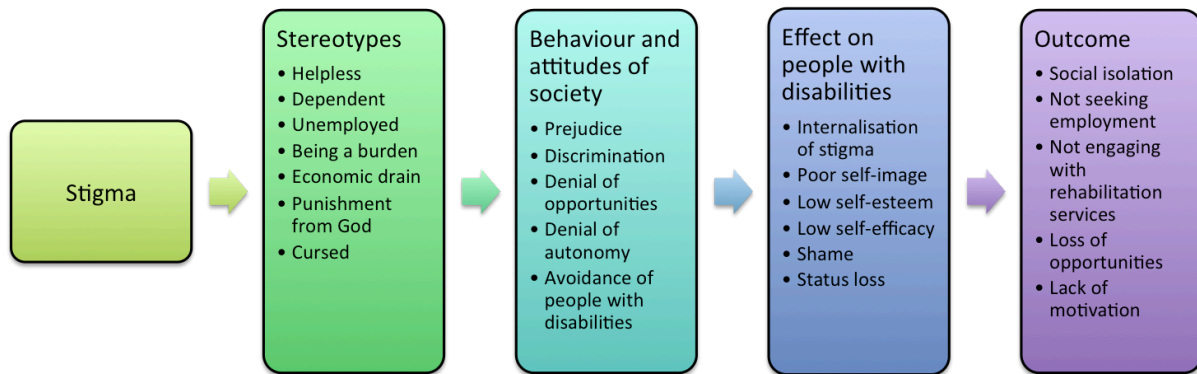 Stigma
Stereotypes
• Helpless
• Dependent
• Unemployed
• Being a burden
• Economic drain
• Punishment
from God
• Cursed
Behaviour and
attitudes of
society
• Prejudice
• Discrimination
• Denial of
opportunities
• Denial of
autonomy
• Avoidance of
people with
disabilities
Effect on
people with
disabilities
• Internalisation
of stigma
• Poor self-image
• Low self-esteem
• Low self-efficacy
• Shame
• Status loss
Outcome
• Social isolation
• Not seeking
employment
• Not engaging
with
rehabilitation
services
• Loss of
opportunities
• Lack of
motivation